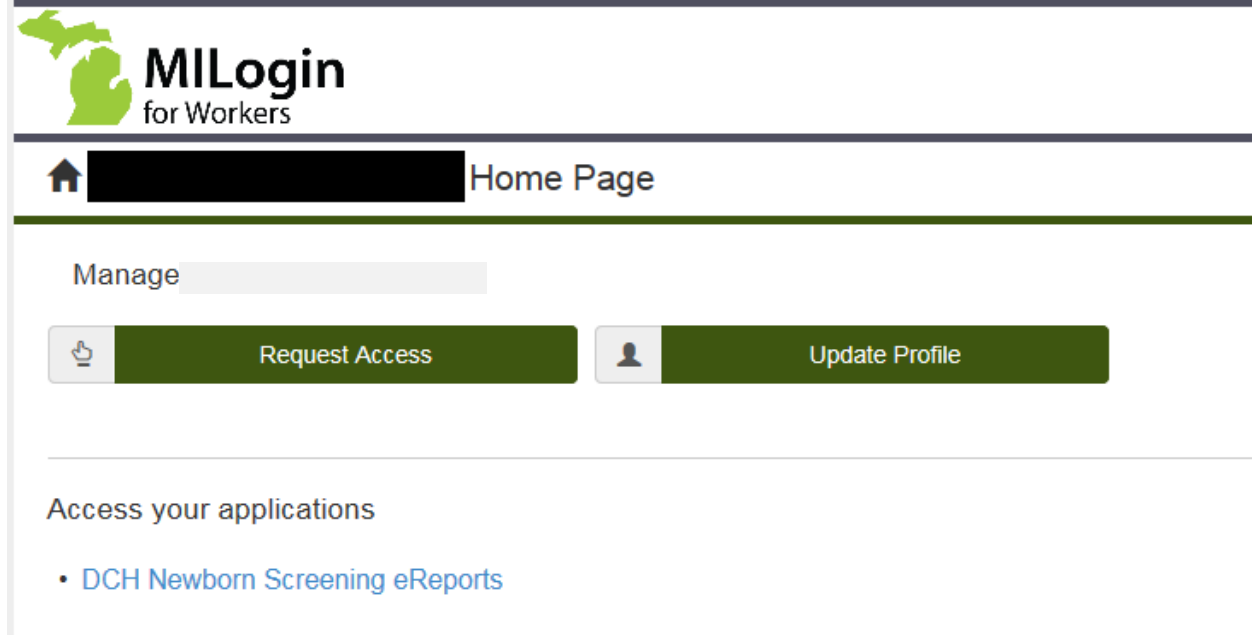 MILogin
for Workers
Home Page
Manage
Request Access
Update Profile
Access your applications
• DCH Newborn Screening eReports